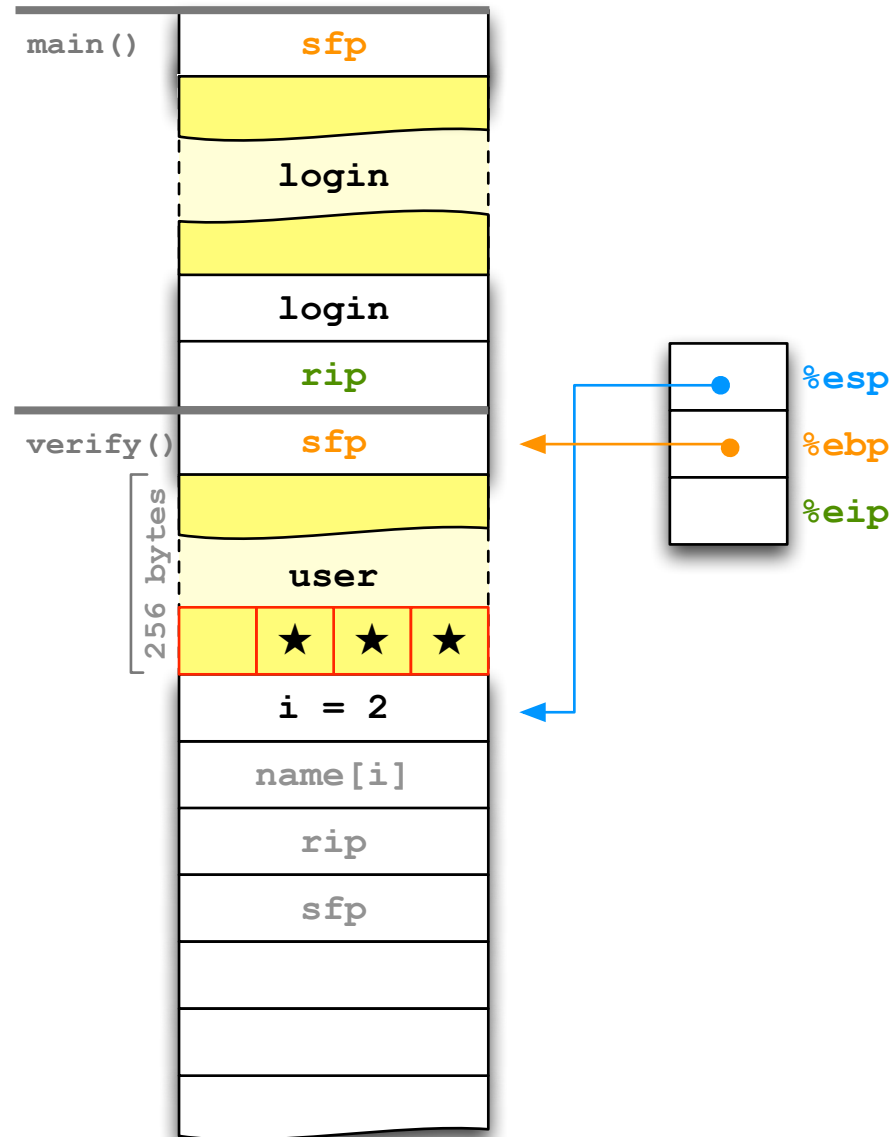 main()
sfp
login
login
rip
%esp
verify()
sfp
%ebp
%eip
256 bytes
user
★ ★ ★
i = 2
name[i]
rip
sfp